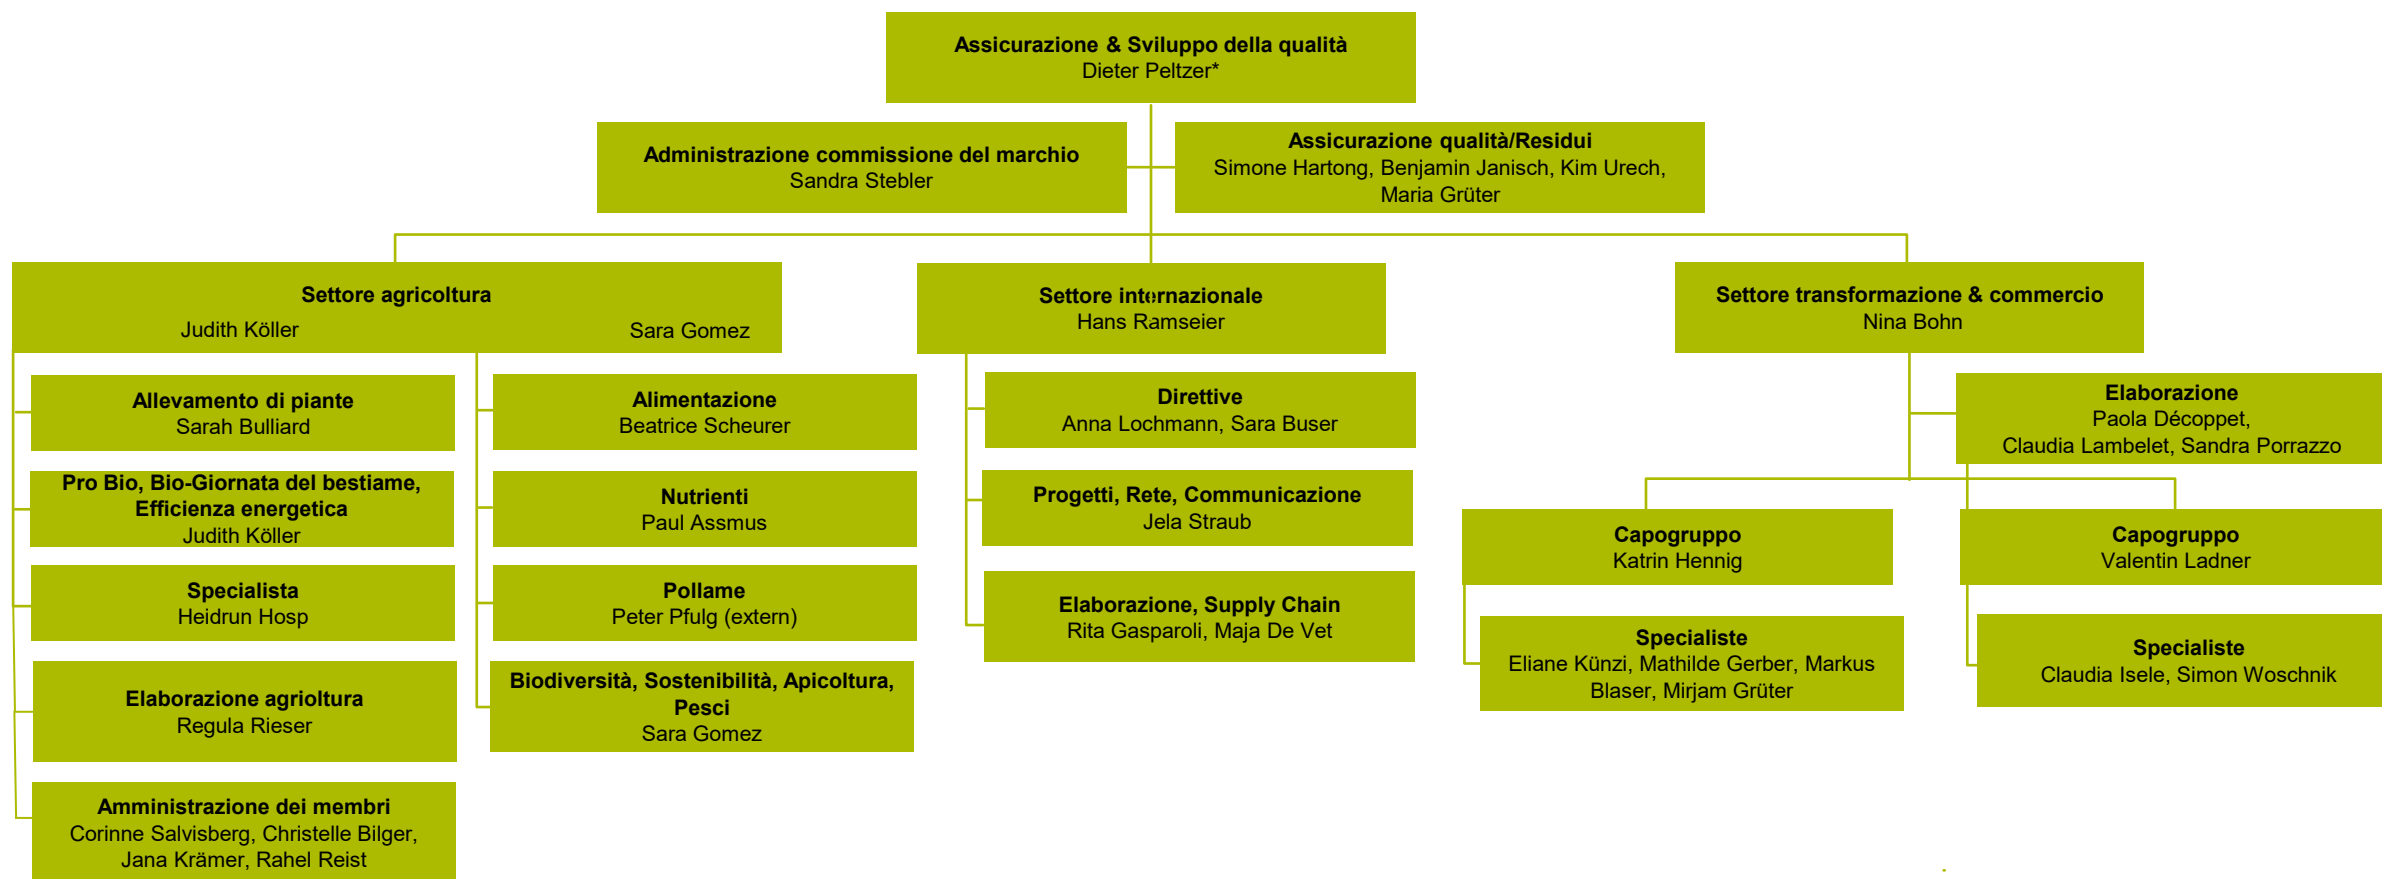 Assicurazione & Sviluppo della qualità
Dieter Peltzer*
Administrazione commissione del marchio
Sandra Stebler
Assicurazione qualità/Residui
Simone Hartong, Benjamin Janisch, Kim Urech,
Maria Grüter
Settore agricoltura
Judith Köller
Sara Gomez
Allevamento di piante
Sarah Bulliard
Pro Bio, Bio-Giornata del bestiame,
Efficienza energetica
Judith Köller
Specialista
Heidrun Hosp
Elaborazione agrioltura
Regula Rieser
Amministrazione dei membri
Corinne Salvisberg, Christelle Bilger,
Jana Krämer, Rahel Reist
Alimentazione
Beatrice Scheurer
Nutrienti
Paul Assmus
Pollame
Peter Pfulg (extern)
Biodiversità, Sostenibilità, Apicoltura,
Pesci
Sara Gomez
Settore internazionale
Hans Ramseier
Direttive
Anna Lochmann, Sara Buser
Progetti, Rete, Communicazione
Jela Straub
Elaborazione, Supply Chain
Rita Gasparoli, Maja De Vet
Settore transformazione & commercio
Nina Bohn
Elaborazione
Paola Décoppet,
Claudia Lambelet, Sandra Porrazzo
Capogruppo
Katrin Hennig
Specialiste
Eliane Künzi, Mathilde Gerber, Markus
Blaser, Mirjam Grüter
Capogruppo
Valentin Ladner
Specialiste
Claudia Isele, Simon Woschnik